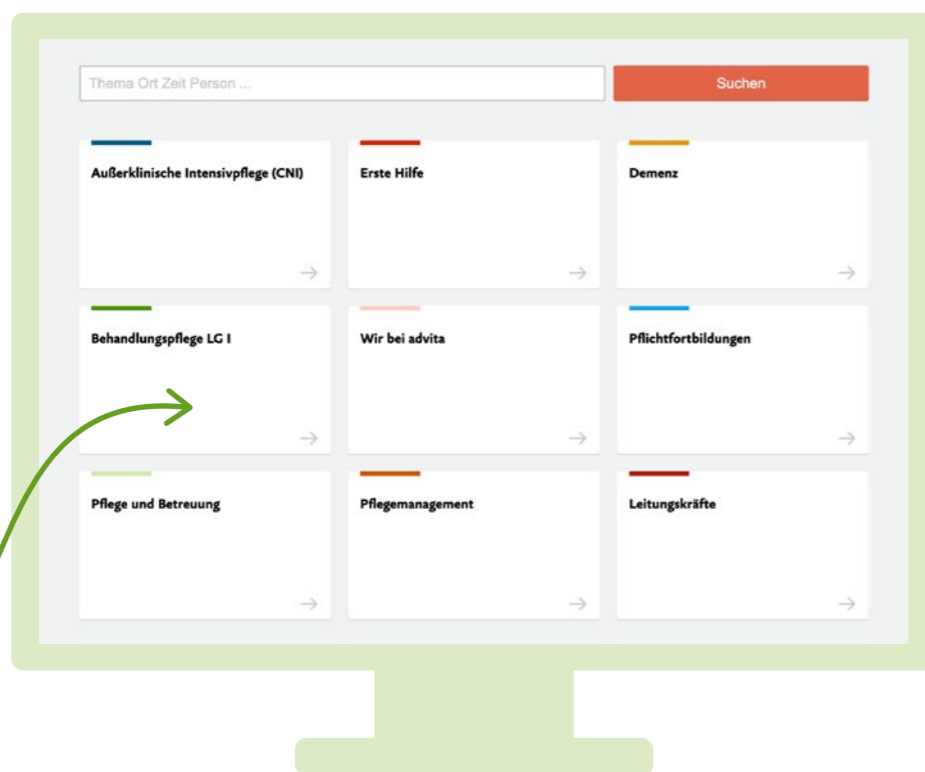 Thema Ort Zeit Person ...
Suchen
Außerklinische Intensivpflege (CNI)
Erste Hilfe
Demenz
Behandlungspflege LG I
Wir bei advita
Pflichtfortbildungen
Pflege und Betreuung
Pflegemanagement
Leitungskräfte